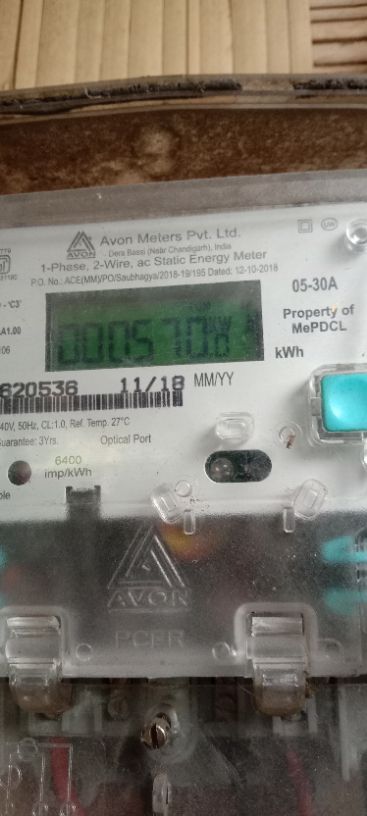 Avon Meters Pvt. Ltd.
AVON
Dera Bassi (Near Chandigarh), India
1-Phase, 2-Wire, ac Static Energy Meter
P.O. No.: ACE(MM)/PO/Saubhagya/2018-19/195 Dated: 12-10-2018
05-30A
Property of
MePDCL
000570
kWh
620536 11/18 MM/YY
40V, 50Hz, CL:1.0, Ref. Temp. 27°C
Guarantee: 3Yrs. Optical Port
6400
imp/kWh
AVON